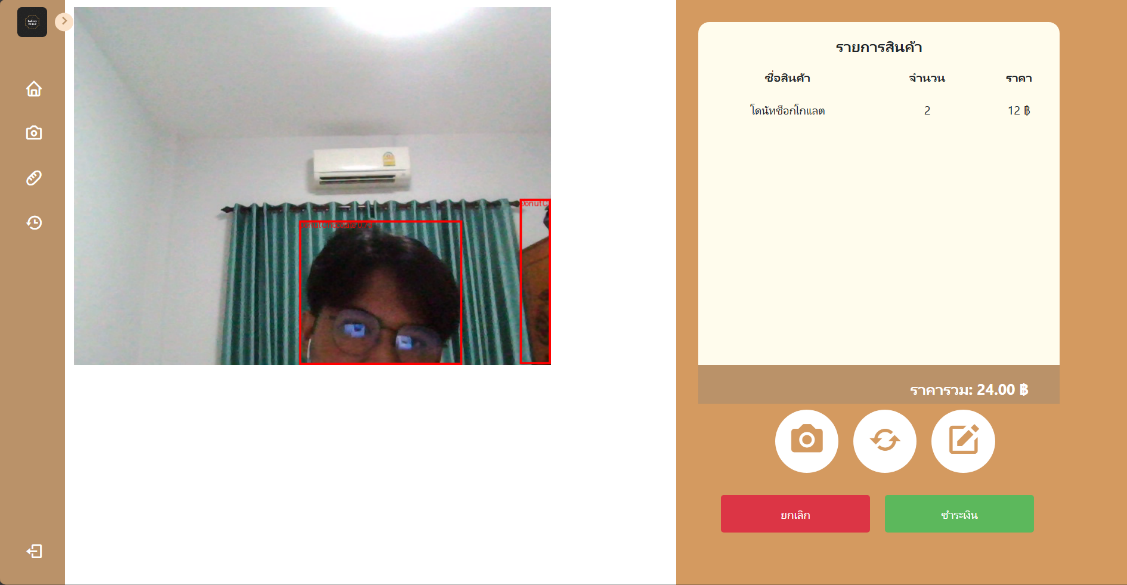 รายการสินค้า
ชื่อสินค้า จำนวน ราคา
โดนัทช็อกโกแลต 2 12 ฿
ราคารวม: 24.00 ฿
ยกเลิก ชำระเงิน